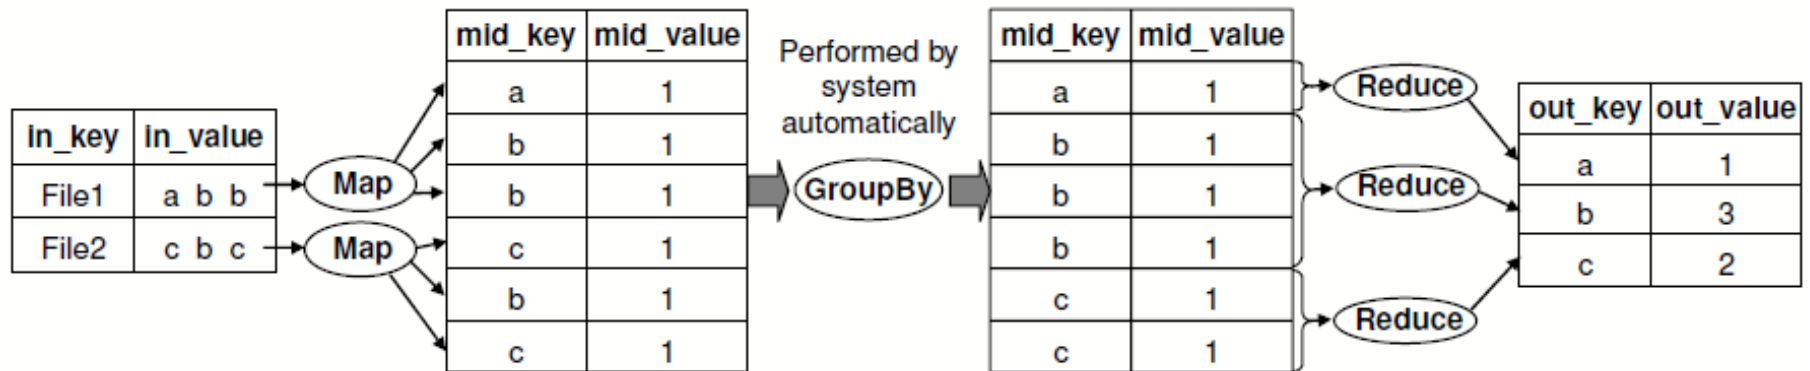 in_key in_value
File1 a b b
File2 c b c
Map
Map
mid_key mid_value
a 1
b 1
b 1
c 1
b 1
c 1
Performed by
system
automatically
GroupBy
mid_key mid_value
a 1
b 1
b 1
b 1
c 1
c 1
Reduce
Reduce
Reduce
out_key out_value
a 1
b 3
c 2